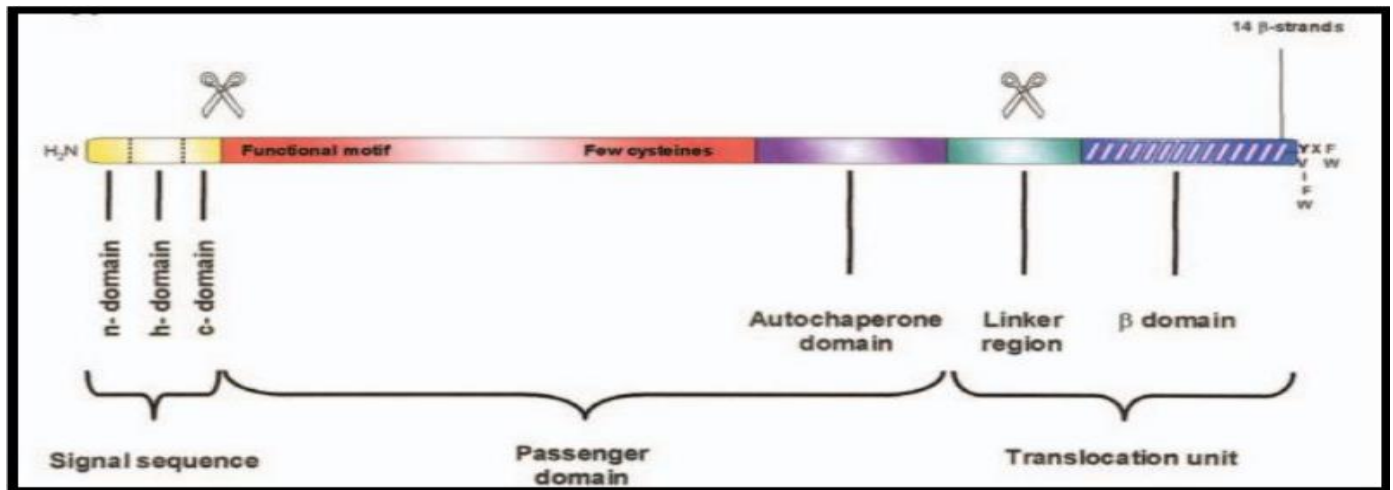 14 β-strands
H₂N
Functional motif
Few cysteines
YXF
V W
I
F
W
n- domain
h- domain
c- domain
Autochaperone
domain
Linker
region
β domain
Signal sequence
Passenger
domain
Translocation unit